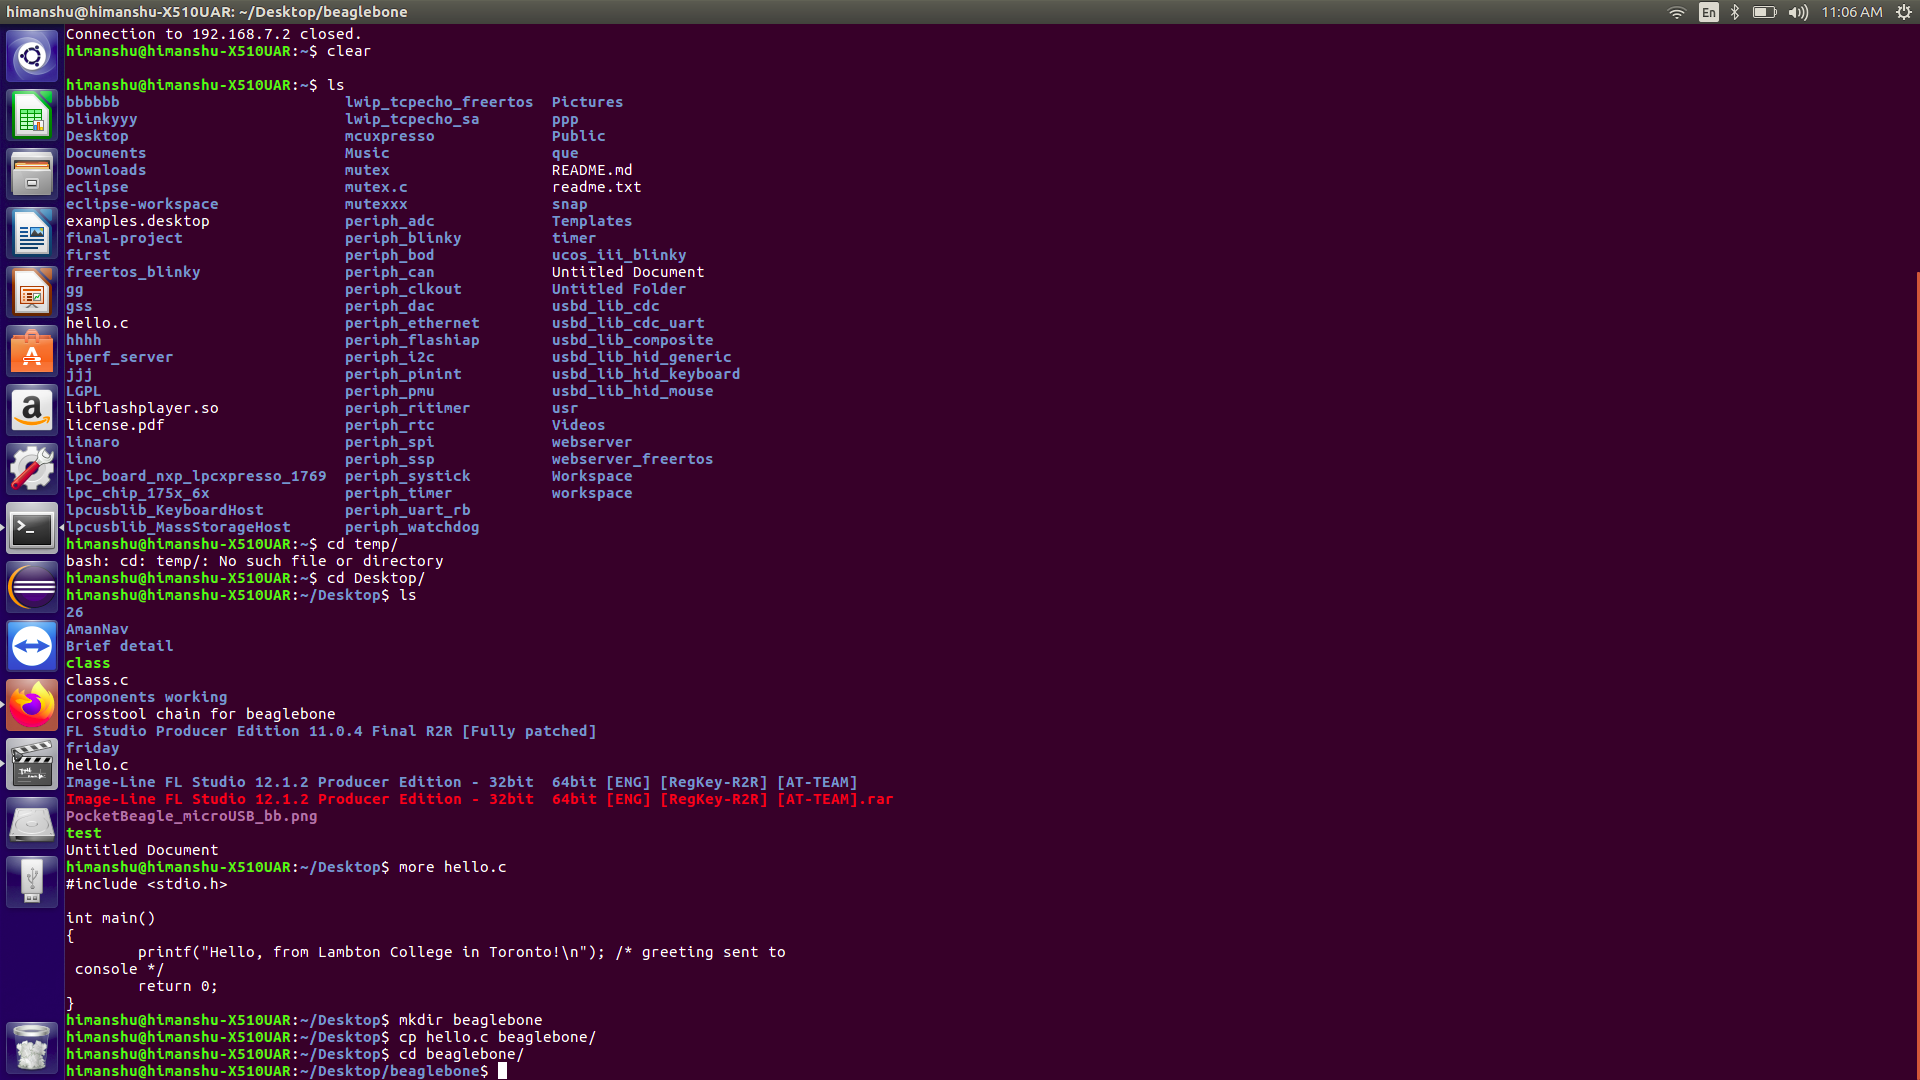 himanshu@himanshu-X510UAR: ~/Desktop/beaglebone En 11:06 AM
Connection to 192.168.7.2 closed.
himanshu@himanshu-X510UAR:~$ clear
himanshu@himanshu-X510UAR:~$ ls
bbbbbb lwip_tcpecho_freertos Pictures
blinkyyy lwip_tcpecho_sa ppp
Desktop mcuxpresso Public
Documents Music que
Downloads mutex README.md
eclipse mutex.c readme.txt
eclipse-workspace mutexxx snap
examples.desktop periph_adc Templates
final-project periph_blinky timer
first periph_bod ucos_iii_blinky
freertos_blinky periph_can Untitled Document
gg periph_clkout Untitled Folder
gss periph_dac usbd_lib_cdc
hello.c periph_ethernet usbd_lib_cdc_uart
hhhh periph_flashiap usbd_lib_composite
iperf_server periph_i2c usbd_lib_hid_generic
jjj periph_pinint usbd_lib_hid_keyboard
LGPL periph_pmu usbd_lib_hid_mouse
libflashplayer.so periph_ritimer usr
license.pdf periph_rtc Videos
linaro periph_spi webserver
lino periph_ssp webserver_freertos
lpc_board_nxp_lpcxpresso_1769 periph_systick Workspace
lpc_chip_175x_6x periph_timer workspace
lpcusblib_KeyboardHost periph_uart_rb
lpcusblib_MassStorageHost periph_watchdog
himanshu@himanshu-X510UAR:~$ cd temp/
bash: cd: temp/: No such file or directory
himanshu@himanshu-X510UAR:~$ cd Desktop/
himanshu@himanshu-X510UAR:~/Desktop$ ls
26
AmanNav
Brief detail
class
class.c
components working
crosstool chain for beaglebone
FL Studio Producer Edition 11.0.4 Final R2R [Fully patched]
friday
hello.c
Image-Line FL Studio 12.1.2 Producer Edition - 32bit  64bit [ENG] [RegKey-R2R] [AT-TEAM]
Image-Line FL Studio 12.1.2 Producer Edition - 32bit  64bit [ENG] [RegKey-R2R] [AT-TEAM].rar
PocketBeagle_microUSB_bb.png
test
Untitled Document
himanshu@himanshu-X510UAR:~/Desktop$ more hello.c
#include <stdio.h>
int main()
{
printf("Hello, from Lambton College in Toronto!\n"); /* greeting sent to
console */
return 0;
}
himanshu@himanshu-X510UAR:~/Desktop$ mkdir beaglebone
himanshu@himanshu-X510UAR:~/Desktop$ cp hello.c beaglebone/
himanshu@himanshu-X510UAR:~/Desktop$ cd beaglebone/
himanshu@himanshu-X510UAR:~/Desktop/beaglebone$